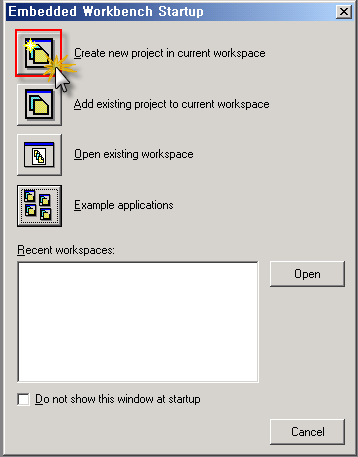 Embedded Workbench Startup
Create new project in current workspace
Add existing project to current workspace
Open existing workspace
Example applications
Recent workspaces:
Open
Do not show this window at startup
Cancel